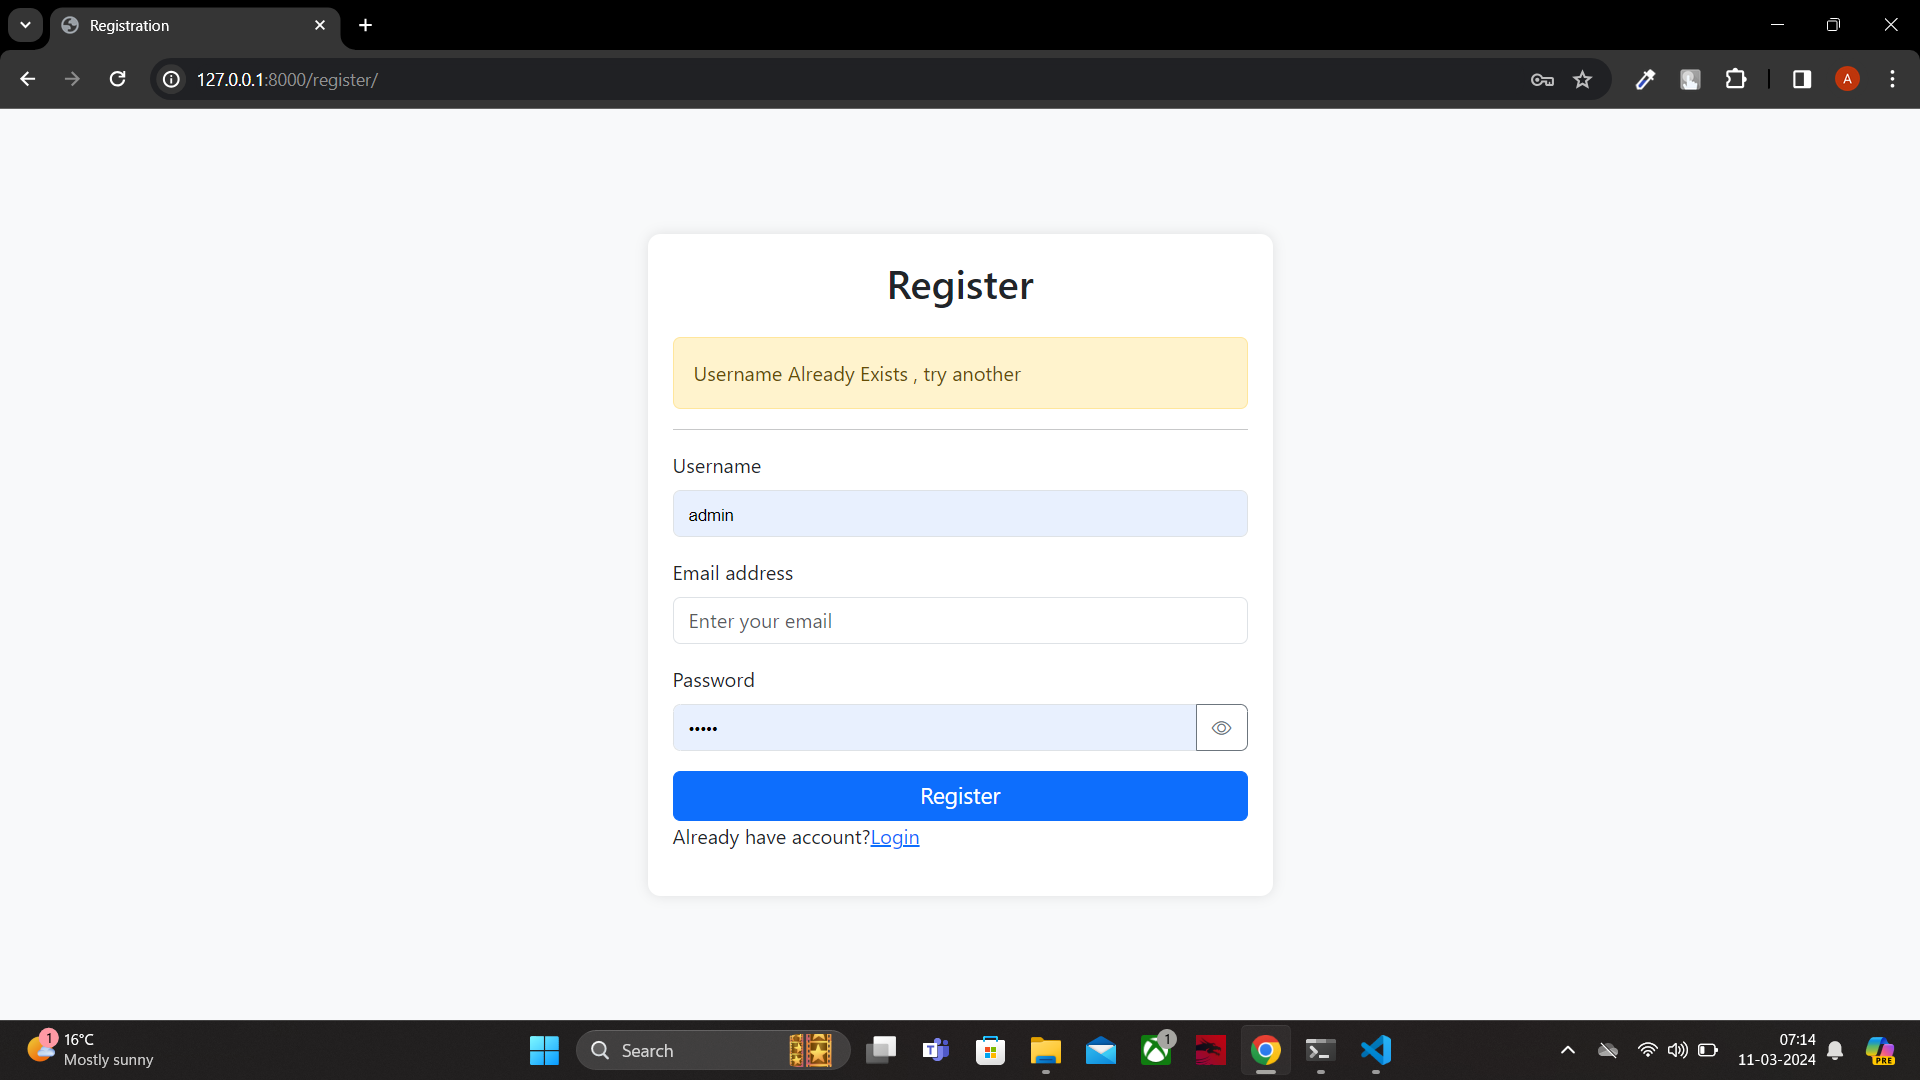 Registration
127.0.0.1:8000/register/
A
Register
Username Already Exists , try another
Username
admin
Email address
Enter your email
Password
•••••
Register
Already have account?Login
1
16°C
Mostly sunny
Search
T
1
07:14
11-03-2024
PRE